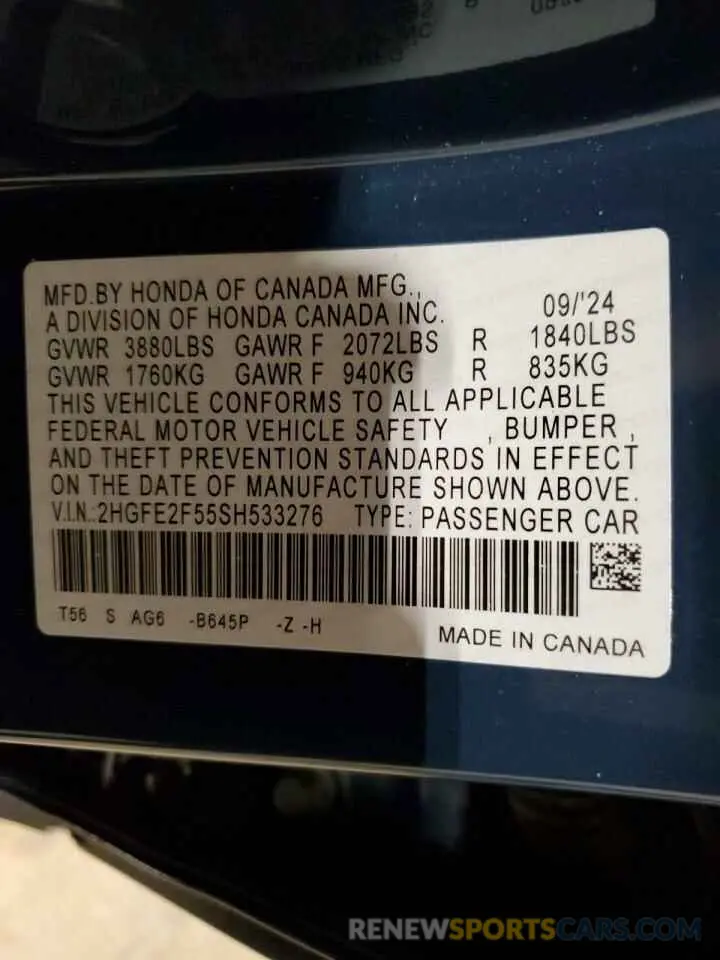 MFD.BY HONDA OF CANADA MFG.,
A DIVISION OF HONDA CANADA INC. 09/'24
GVWR 3880LBS GAWR F 2072LBS R 1840LBS
GVWR 1760KG GAWR F 940KG R 835KG
THIS VEHICLE CONFORMS TO ALL APPLICABLE
FEDERAL MOTOR VEHICLE SAFETY , BUMPER ,
AND THEFT PREVENTION STANDARDS IN EFFECT
ON THE DATE OF MANUFACTURE SHOWN ABOVE.
V.I.N.:2HGFE2F55SH533276 TYPE: PASSENGER CAR
T56 S AG6 -B645P -Z -H
MADE IN CANADA
RENEWSPORTSCARS.COM